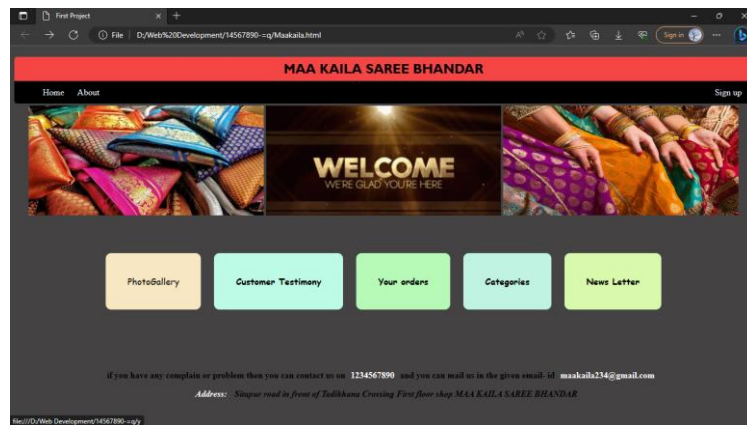 First Project
File D:/Web%20Development/14567890-=q/Maakaila.html
Sign in
MAA KAILA SAREE BHANDAR
Home About Sign up
WELCOME
WE'RE GLAD YOU'RE HERE
PhotoGallery Customer Testimony Your orders Categories News Letter
if you have any complain or problem then you can contact us on 1234567890 and you can mail us in the given email- id maakaila234@gmail.com
Address: Sitapur road in front of Tadikhana Crossing First floor shop MAA KAILA SAREE BHANDAR
file:///D:/Web Development/14567890-=q/y